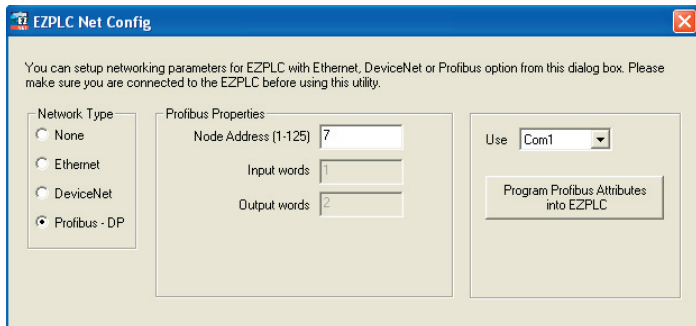 EZPLC Net Config
You can setup networking parameters for EZPLC with Ethernet, DeviceNet or Profibus option from this dialog box. Please
make sure you are connected to the EZPLC before using this utility.
Network Type
None
Ethernet
DeviceNet
Profibus - DP
Profibus Properties
Node Address (1-125) 7
Input words 1
Output words 2
Use Com1
Program Profibus Attributes
into EZPLC